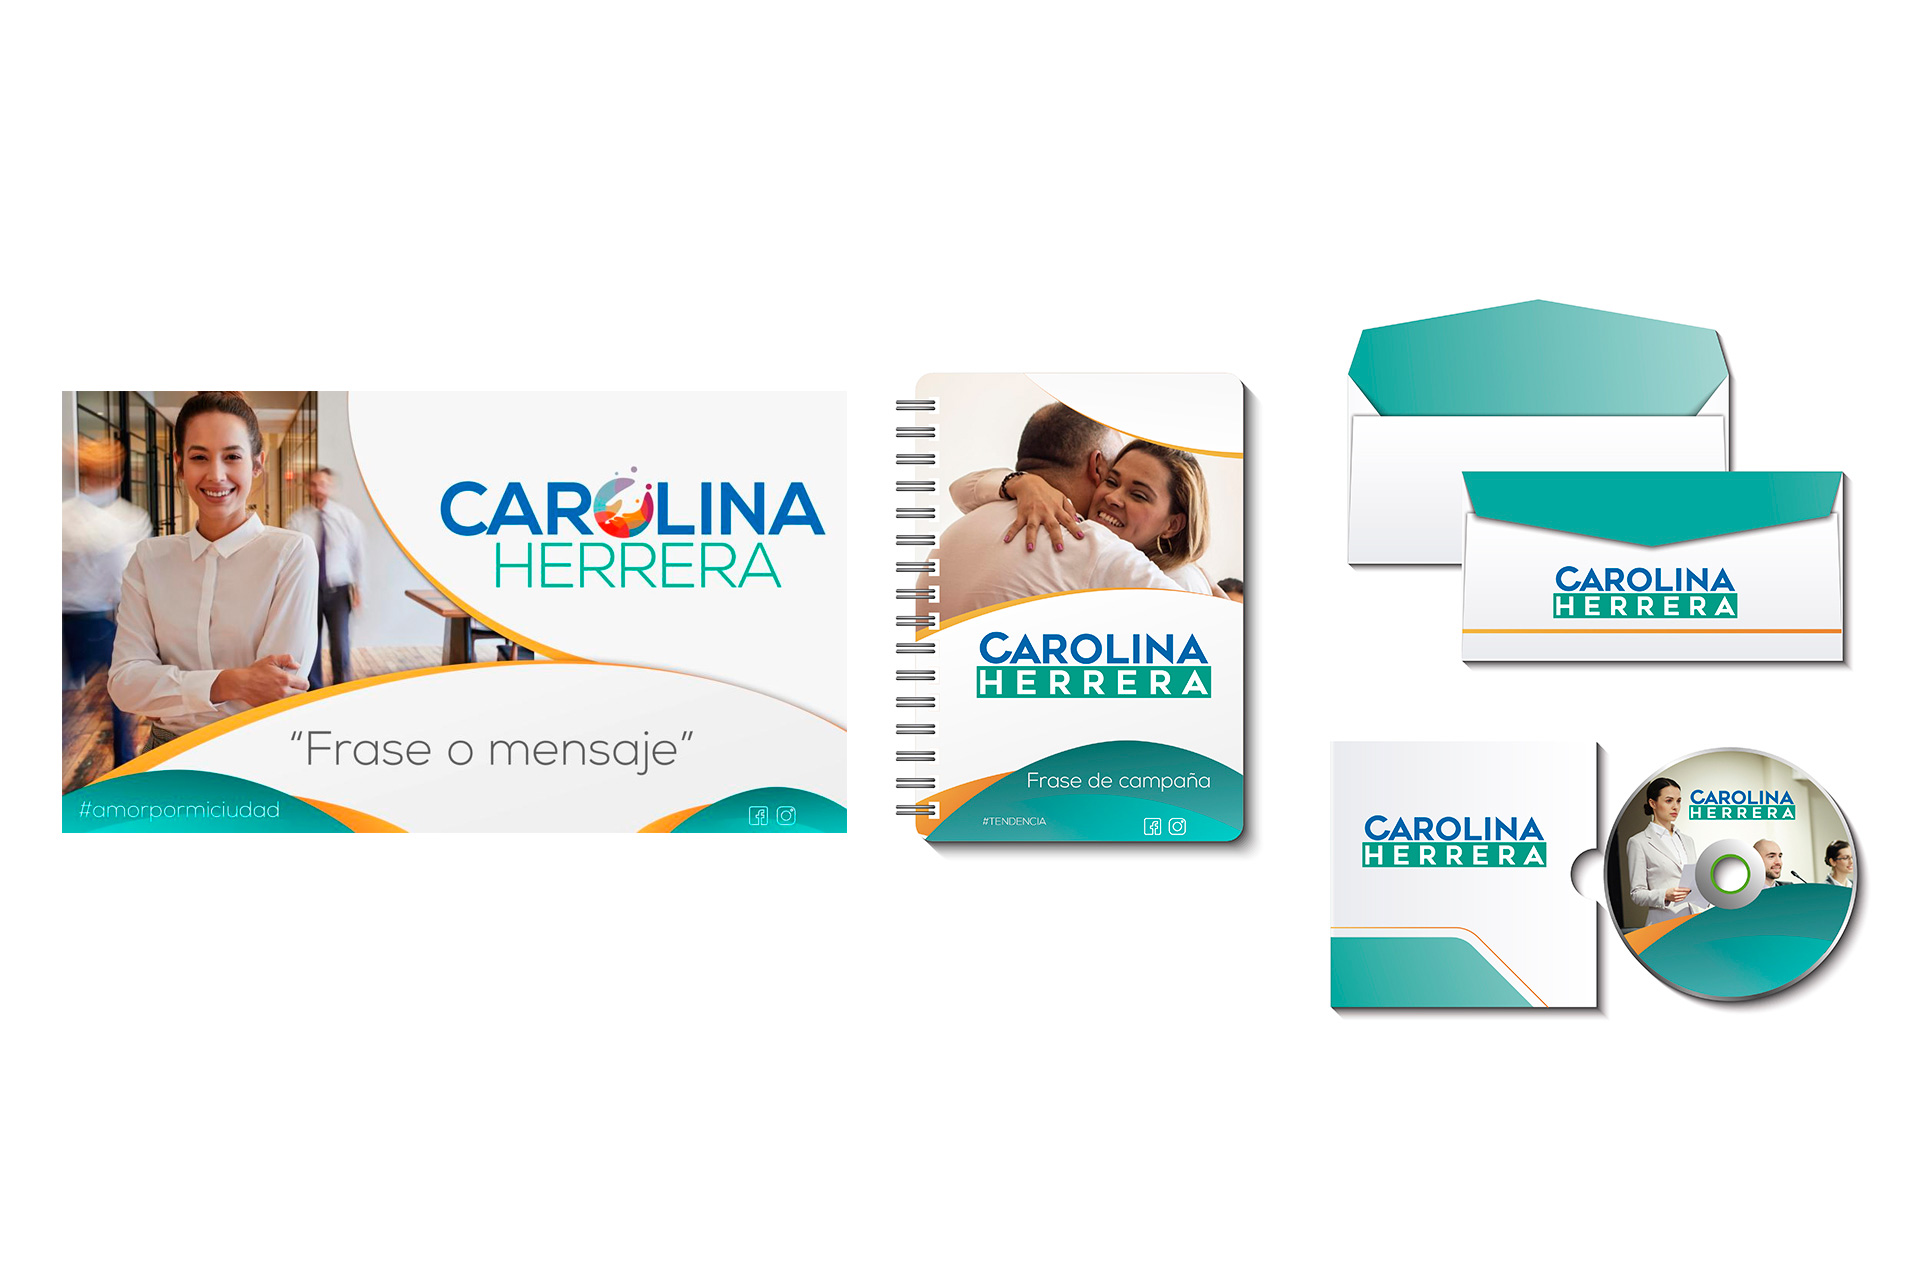 CAROLINA
HERRERA
“Frase o mensaje”
#amorpormiciudad
CAROLINA
HERRERA
Frase de campaña
#TENDENCIA
CAROLINA
HERRERA
CAROLINA
HERRERA
CAROLINA
HERRERA